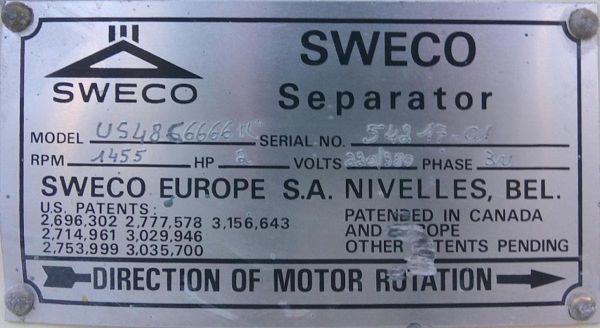 SWECO
SWECO
Separator
MODEL SERIAL NO. 54217-01
RPM 1455 HP 2 VOLTS 220/380 PHASE
SWECO EUROPE S.A. NIVELLES, BEL.
U.S. PATENTS:
2,696,302 2,777,578 3,156,643
2,714,961 3,029,946
2,753,999 3,035,700
PATENTED IN CANADA
AND
OTHER PENDING
DIRECTION OF MOTOR ROTATION